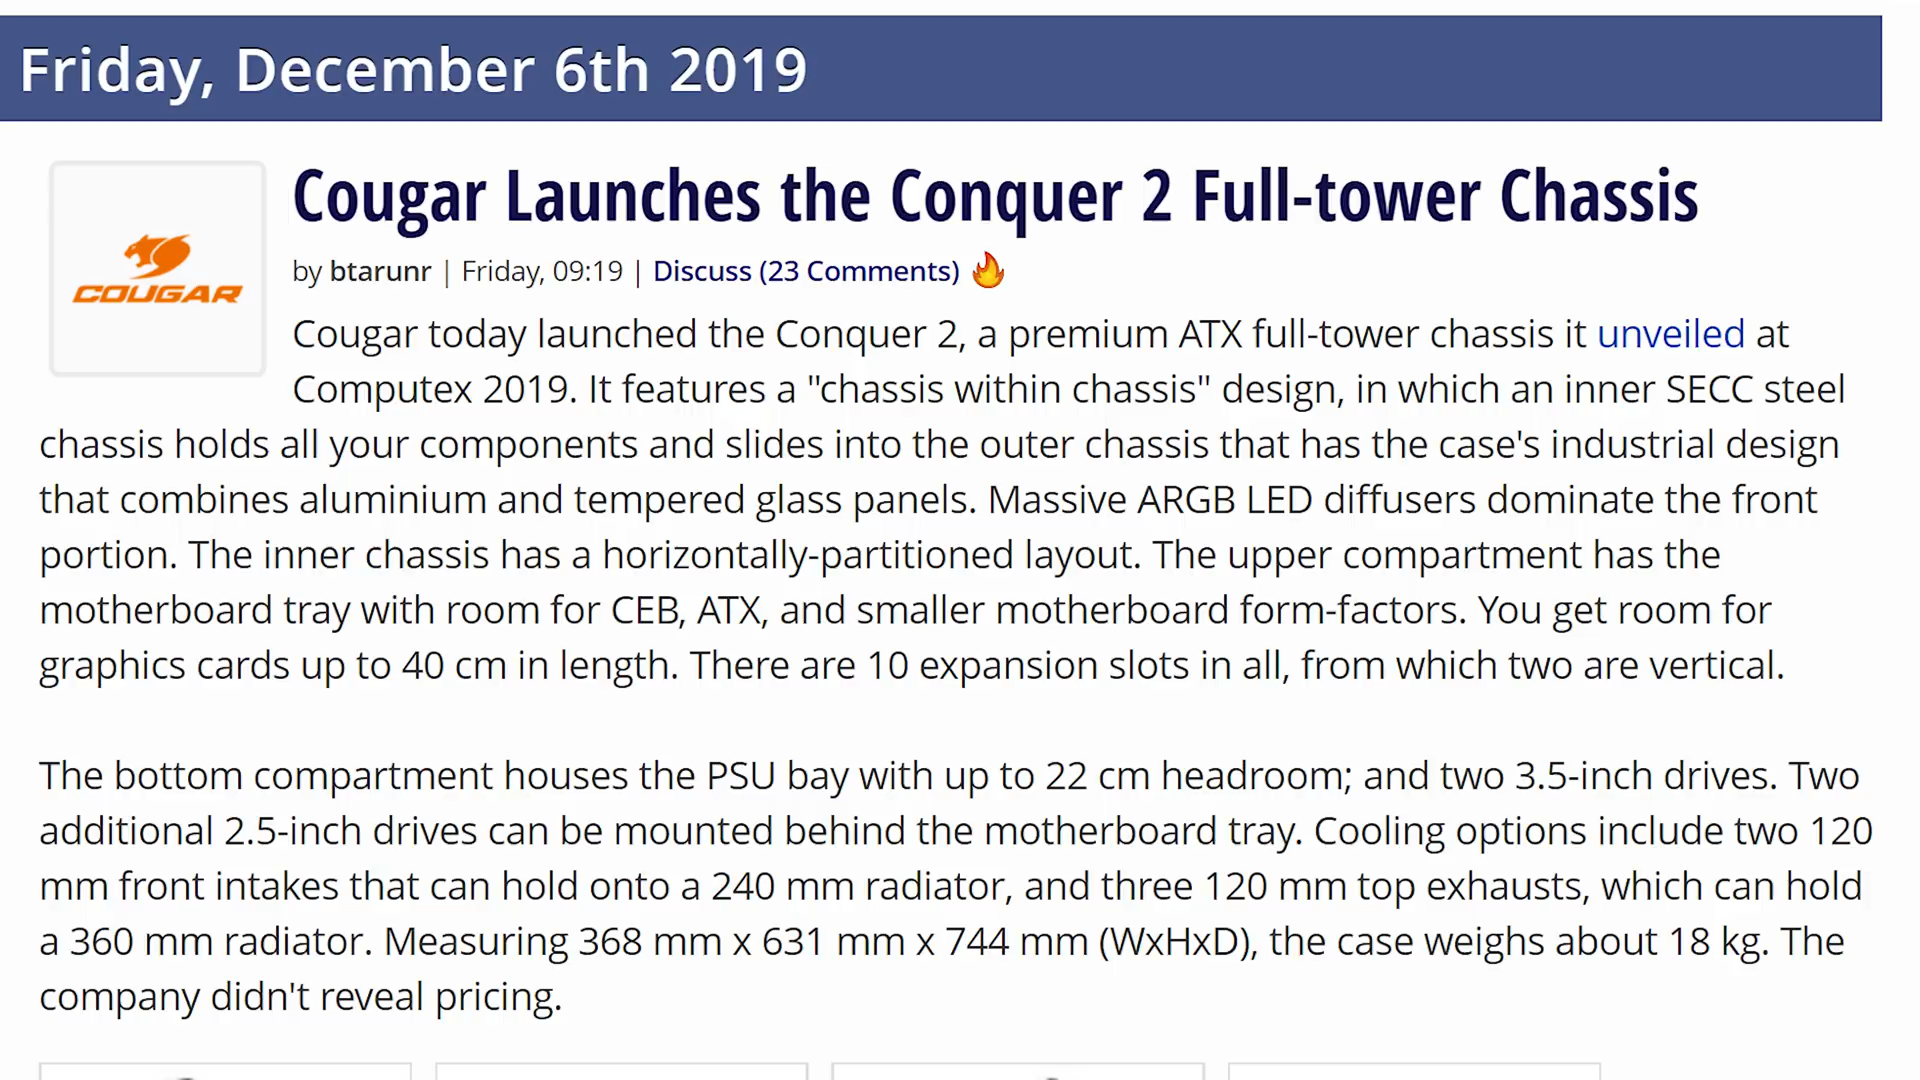 Friday, December 6th 2019
COUGAR
Cougar Launches the Conquer 2 Full-tower Chassis
by btarunr | Friday, 09:19 | Discuss (23 Comments)
Cougar today launched the Conquer 2, a premium ATX full-tower chassis it unveiled at
Computex 2019. It features a "chassis within chassis" design, in which an inner SECC steel
chassis holds all your components and slides into the outer chassis that has the case's industrial design
that combines aluminium and tempered glass panels. Massive ARGB LED diffusers dominate the front
portion. The inner chassis has a horizontally-partitioned layout. The upper compartment has the
motherboard tray with room for CEB, ATX, and smaller motherboard form-factors. You get room for
graphics cards up to 40 cm in length. There are 10 expansion slots in all, from which two are vertical.
The bottom compartment houses the PSU bay with up to 22 cm headroom; and two 3.5-inch drives. Two
additional 2.5-inch drives can be mounted behind the motherboard tray. Cooling options include two 120
mm front intakes that can hold onto a 240 mm radiator, and three 120 mm top exhausts, which can hold
a 360 mm radiator. Measuring 368 mm x 631 mm x 744 mm (WxHxD), the case weighs about 18 kg. The
company didn't reveal pricing.